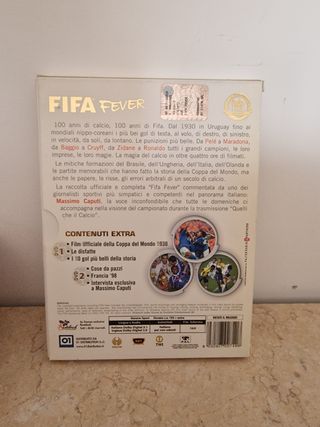 FIFA FEVER
100 anni di calcio, 100 anni di Fifa. Dal 1930 in Uruguay fino ai
mondiali nippo-coreani i più bei gol di testa, al volo, di destro, di sinistro,
in velocità, da soli, da lontano. Le punizioni più belle. Da Pelé a Maradona,
da Baggio a Cruyff, da Zidane a Ronaldo tutti i grandi campioni, le loro
imprese, le loro magie. La magia del calcio in oltre quattro ore di filmati.
Le mitiche formazioni del Brasile, dell'Ungheria, dell'Italia, dell'Olanda e
le partite memorabili che hanno fatto la storia della Coppa del Mondo, ma
anche le papere, le risse, gli errori arbitrali di un secolo di calcio.
La raccolta ufficiale e completa "Fifa Fever" commentata da uno dei
giornalisti sportivi più simpatici e competenti nel panorama italiano,
Massimo Caputi, la voce inconfondibile che tutte le domeniche ci
accompagna nella visione del campionato durante la trasmissione "Quelli
che il Calcio".
CONTENUTI EXTRA
1
• Film Ufficiale della Coppa del Mondo 1930
• Le disfatte
• I 10 gol più belli della storia
2
• Cose da pazzi
• Francia '98
• Intervista esclusiva
a Massimo Caputi
01
PAL